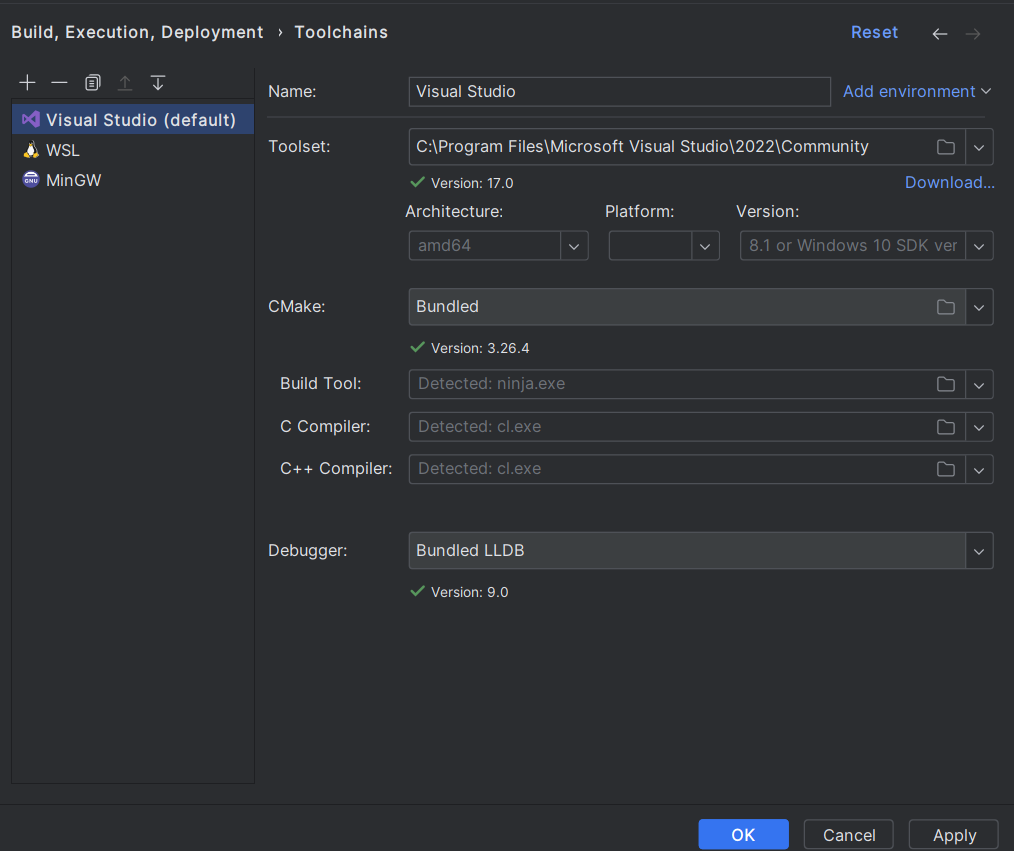 Build, Execution, Deployment › Toolchains
Reset
Visual Studio (default)
WSL
GNU MinGW
Name: Visual Studio Add environment
Toolset: C:\Program Files\Microsoft Visual Studio\2022\Community
Version: 17.0 Download...
Architecture: Platform: Version:
amd64 8.1 or Windows 10 SDK ver
CMake: Bundled
Version: 3.26.4
Build Tool: Detected: ninja.exe
C Compiler: Detected: cl.exe
C++ Compiler: Detected: cl.exe
Debugger: Bundled LLDB
Version: 9.0
OK Cancel Apply